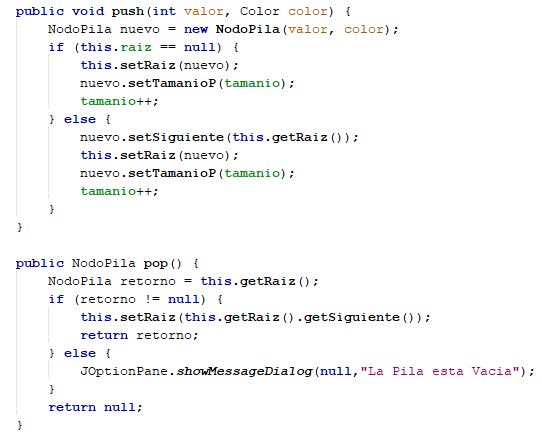 public void push(int valor, Color color) {
    NodoPila nuevo = new NodoPila(valor, color);
    if (this.raiz == null) {
        this.setRaiz(nuevo);
        nuevo.setTamanioP(tamanio);
        tamanio++;
    } else {
        nuevo.setSiguiente(this.getRaiz());
        this.setRaiz(nuevo);
        nuevo.setTamanioP(tamanio);
        tamanio++;
    }
}

public NodoPila pop() {
    NodoPila retorno = this.getRaiz();
    if (retorno != null) {
        this.setRaiz(this.getRaiz().getSiguiente());
        return retorno;
    } else {
        JOptionPane.showMessageDialog(null,"La Pila esta Vacia");
    }
    return null;
}